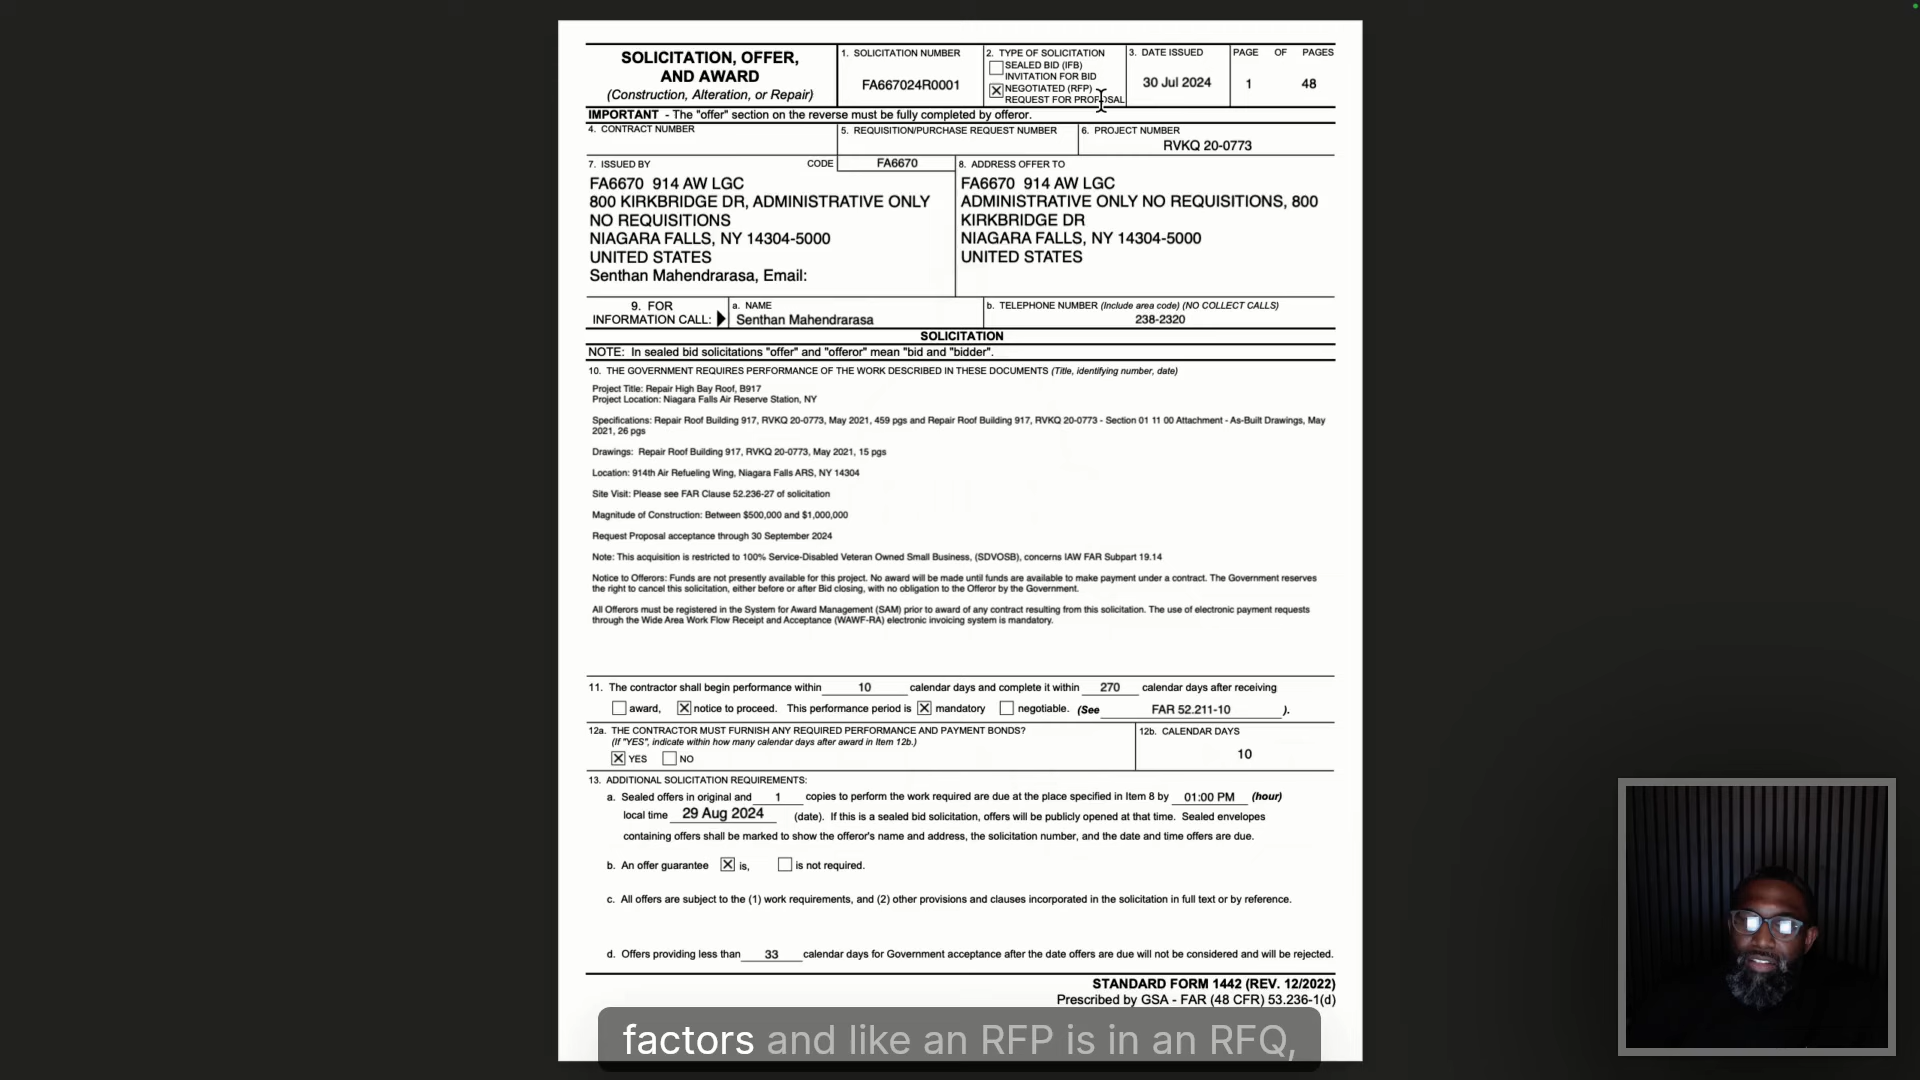 SOLICITATION, OFFER,
AND AWARD
(Construction, Alteration, or Repair)
1. SOLICITATION NUMBER
FA667024R0001
2. TYPE OF SOLICITATION
SEALED BID (IFB)
INVITATION FOR BID
NEGOTIATED (RFP)
REQUEST FOR PROPOSAL
3. DATE ISSUED
30 Jul 2024
PAGE OF PAGES
1 48
IMPORTANT - The "offer" section on the reverse must be fully completed by offeror.
4. CONTRACT NUMBER
5. REQUISITION/PURCHASE REQUEST NUMBER
6. PROJECT NUMBER
RVKQ 20-0773
7. ISSUED BY CODE FA6670
FA6670 914 AW LGC
800 KIRKBRIDGE DR, ADMINISTRATIVE ONLY
NO REQUISITIONS
NIAGARA FALLS, NY 14304-5000
UNITED STATES
Senthan Mahendrarasa, Email:
8. ADDRESS OFFER TO
FA6670 914 AW LGC
ADMINISTRATIVE ONLY NO REQUISITIONS, 800
KIRKBRIDGE DR
NIAGARA FALLS, NY 14304-5000
UNITED STATES
9. FOR
INFORMATION CALL:
a. NAME
Senthan Mahendrarasa
b. TELEPHONE NUMBER (Include area code) (NO COLLECT CALLS)
238-2320
SOLICITATION
NOTE: In sealed bid solicitations "offer" and "offeror" mean "bid and "bidder".
10. THE GOVERNMENT REQUIRES PERFORMANCE OF THE WORK DESCRIBED IN THESE DOCUMENTS (Title, identifying number, date)
Project Title: Repair High Bay Roof, B917
Project Location: Niagara Falls Air Reserve Station, NY
Specifications: Repair Roof Building 917, RVKQ 20-0773, May 2021, 459 pgs and Repair Roof Building 917, RVKQ 20-0773 - Section 01 11 00 Attachment - As-Built Drawings, May
2021, 26 pgs
Drawings: Repair Roof Building 917, RVKQ 20-0773, May 2021, 15 pgs
Location: 914th Air Refueling Wing, Niagara Falls ARS, NY 14304
Site Visit: Please see FAR Clause 52.236-27 of solicitation
Magnitude of Construction: Between $500,000 and $1,000,000
Request Proposal acceptance through 30 September 2024
Note: This acquisition is restricted to 100% Service-Disabled Veteran Owned Small Business, (SDVOSB), concerns IAW FAR Subpart 19.14
Notice to Offerors: Funds are not presently available for this project. No award will be made until funds are available to make payment under a contract. The Government reserves
the right to cancel this solicitation, either before or after Bid closing, with no obligation to the Offeror by the Government.
All Offerors must be registered in the System for Award Management (SAM) prior to award of any contract resulting from this solicitation. The use of electronic payment requests
through the Wide Area Work Flow Receipt and Acceptance (WAWF-RA) electronic invoicing system is mandatory.
11. The contractor shall begin performance within 10 calendar days and complete it within 270 calendar days after receiving
award, X notice to proceed. This performance period is X mandatory negotiable. (See FAR 52.211-10 ).
12a. THE CONTRACTOR MUST FURNISH ANY REQUIRED PERFORMANCE AND PAYMENT BONDS?
(If "YES", indicate within how many calendar days after award in Item 12b.)
X YES NO
12b. CALENDAR DAYS
10
13. ADDITIONAL SOLICITATION REQUIREMENTS:
a. Sealed offers in original and 1 copies to perform the work required are due at the place specified in Item 8 by 01:00 PM (hour)
local time 29 Aug 2024 (date). If this is a sealed bid solicitation, offers will be publicly opened at that time. Sealed envelopes
containing offers shall be marked to show the offeror's name and address, the solicitation number, and the date and time offers are due.
b. An offer guarantee X is, is not required.
c. All offers are subject to the (1) work requirements, and (2) other provisions and clauses incorporated in the solicitation in full text or by reference.
d. Offers providing less than 33 calendar days for Government acceptance after the date offers are due will not be considered and will be rejected.
STANDARD FORM 1442 (REV. 12/2022)
Prescribed by GSA - FAR (48 CFR) 53.236-1(d)
factors and like an RFP is in an RFQ,